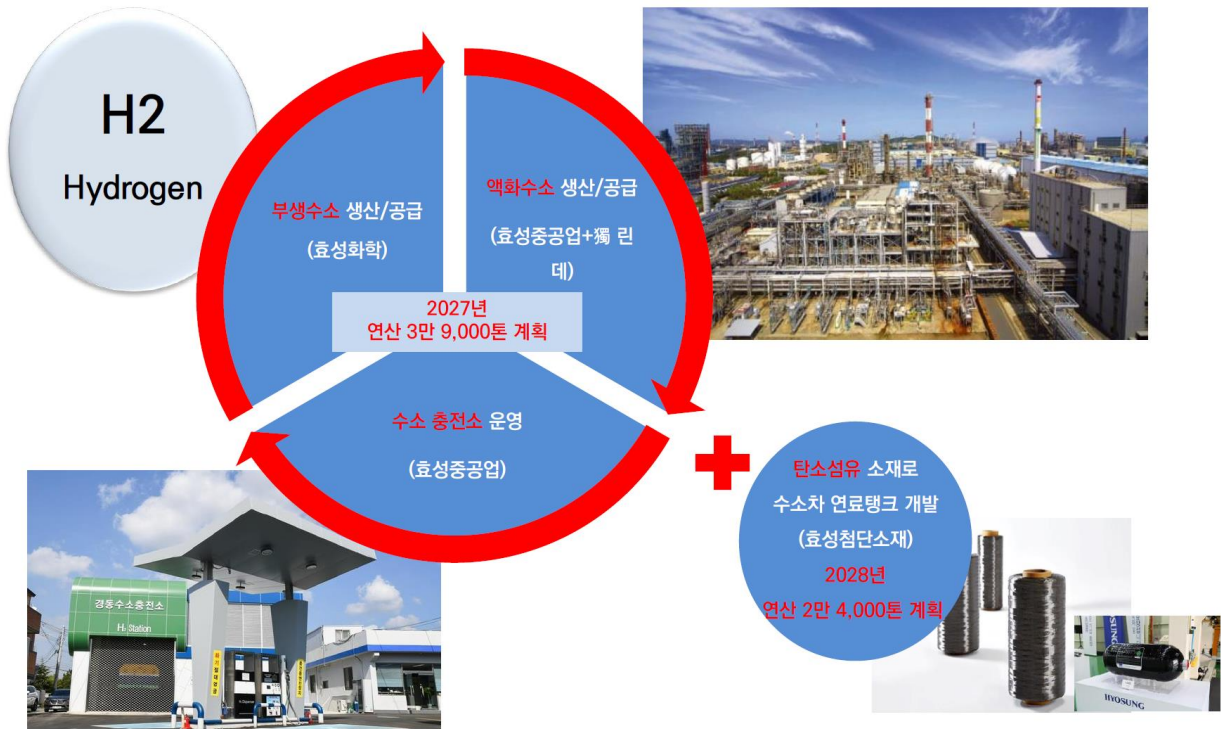 H2
Hydrogen
부생수소 생산/공급
(효성화학)
액화수소 생산/공급
(효성중공업+獨 린
데)
2027년
연산 3만 9,000톤 계획
수소 충전소 운영
(효성중공업)
탄소섬유 소재로
수소차 연료탱크 개발
(효성첨단소재)
2028년
연산 2만 4,000톤 계획
경동수소충전소
H₂ Station
HYOSUNG